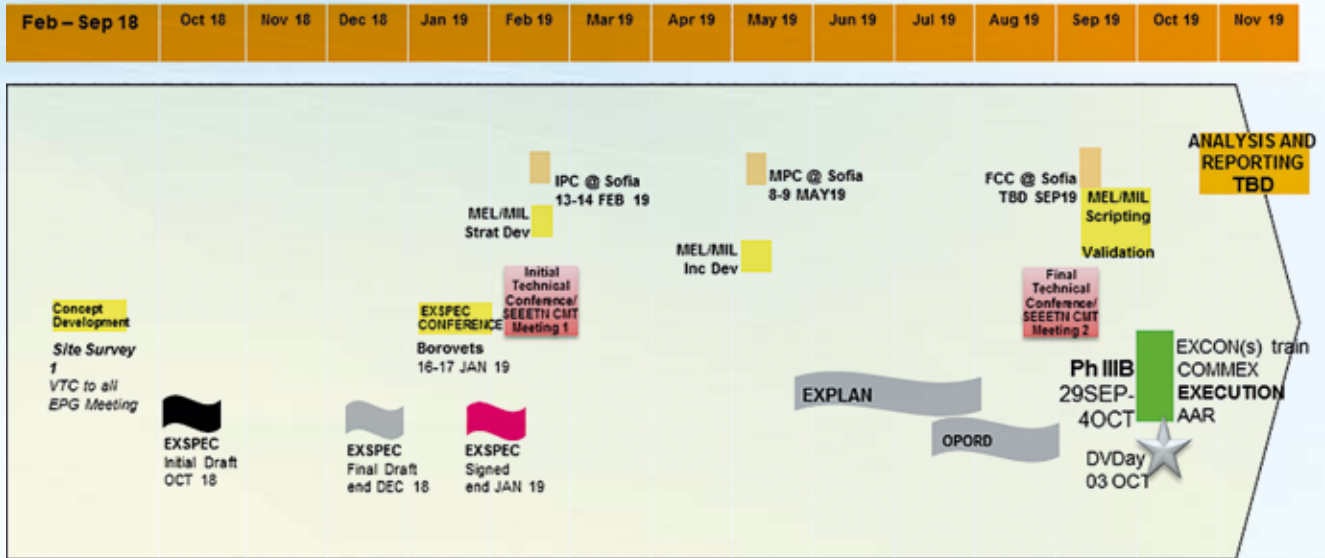 Feb – Sep 18
Oct 18
Nov 18
Dec 18
Jan 19
Feb 19
Mar 19
Apr 19
May 19
Jun 19
Jul 19
Aug 19
Sep 19
Oct 19
Nov 19
ANALYSIS AND
REPORTING
TBD
IPC @ Sofia
13-14 FEB 19
MPC @ Sofia
8-9 MAY19
FCC @ Sofia
TBD SEP19
MEL/MIL
Strat Dev
MEL/MIL
Inc Dev
MEL/MIL
Scripting
Validation
Concept
Development
Site Survey
1
VTC to all
EPG Meeting
EXSPEC
CONFERENCE
Borovets
16-17 JAN 19
Initial
Technical
Conference/
SEEETN CMT
Meeting 1
Final
Technical
Conference/
SEEETN CMT
Meeting 2
EXSPEC
Initial Draft
OCT 18
EXSPEC
Final Draft
end DEC 18
EXSPEC
Signed
end JAN 19
EXPLAN
OPORD
Ph IIIB
29SEP-
4OCT
DVDay
03 OCT
EXCON(s) train
COMMEX
EXECUTION
AAR